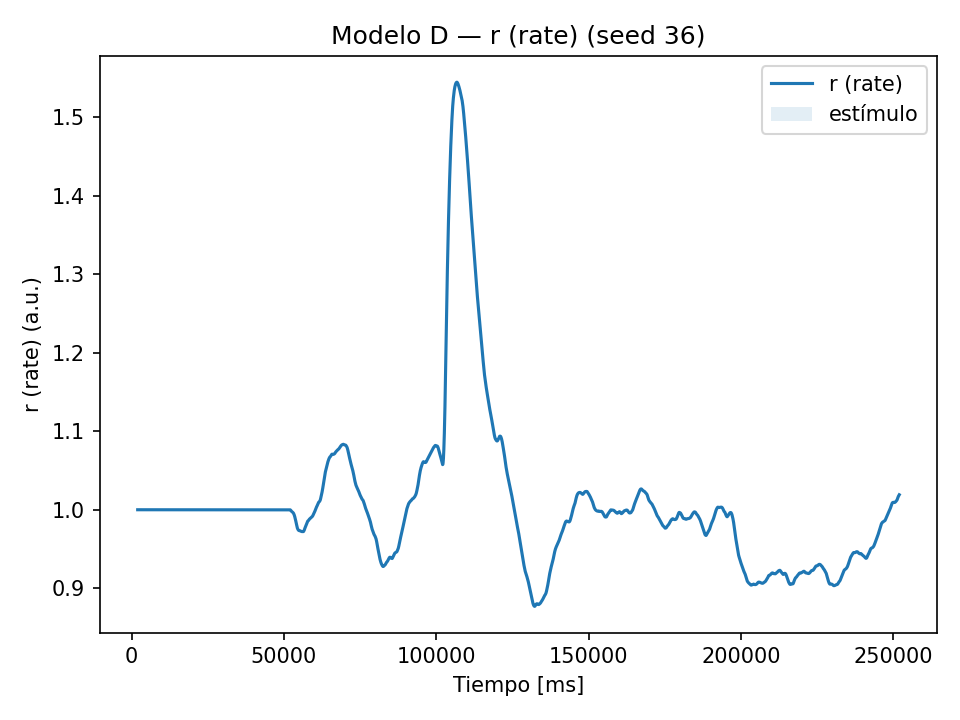 Modelo D — r (rate) (seed 36)
r (rate)
estímulo
r (rate) (a.u.)
1.5
1.4
1.3
1.2
1.1
1.0
0.9
0
50000
100000
150000
200000
250000
Tiempo [ms]